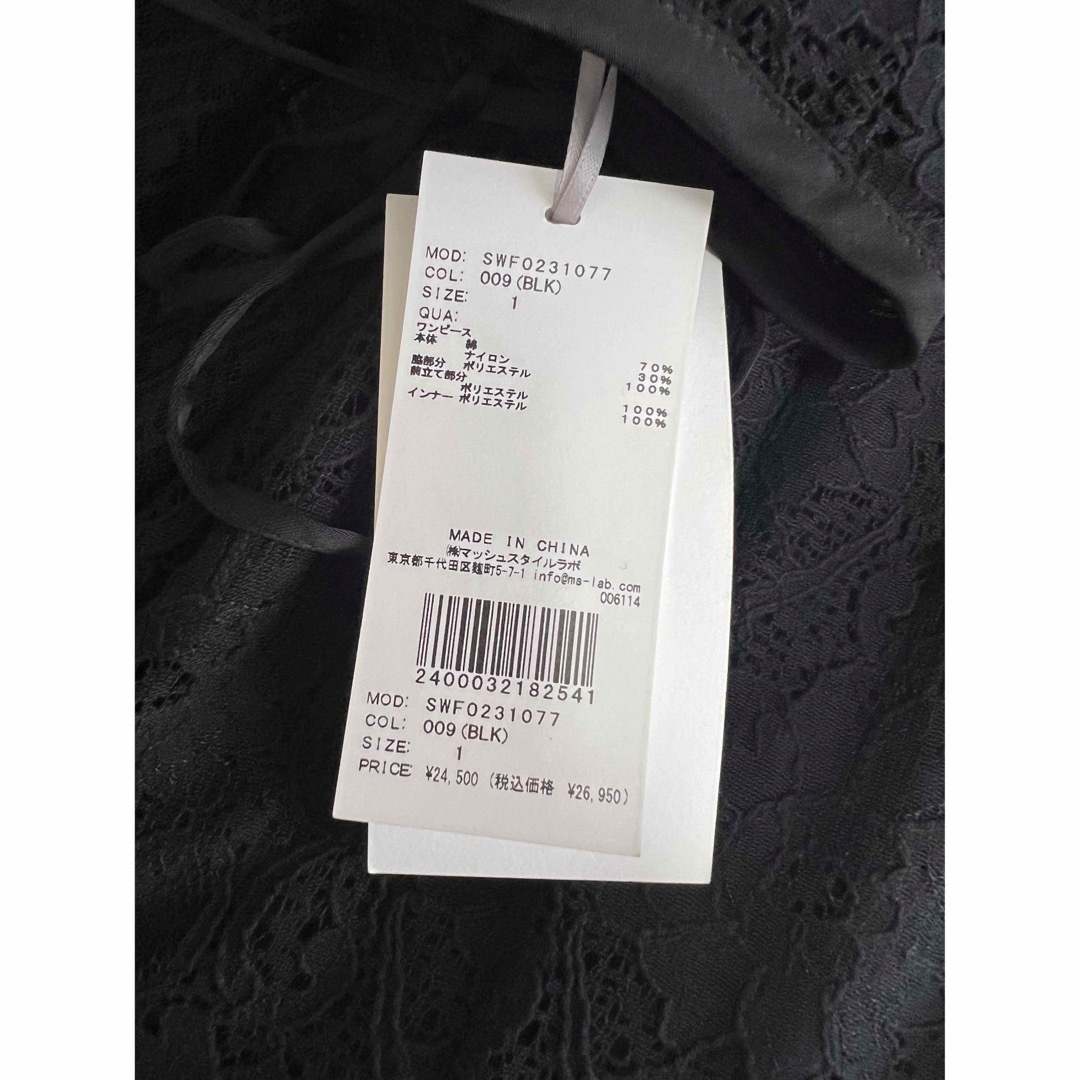 MOD: SWF0231077
COL: 009(BLK)
SIZE: 1
QUA:
ワンピース
本体 綿 70%
ナイロン 30%
脇部分 ポリエステル 100%
前立て部分
ポリエステル 100%
インナー ポリエステル 100%
MADE IN CHINA
㈱マッシュスタイルラボ
東京都千代田区麹町5-7-1 info@ms-lab.com
006114
2400032182541
MOD: SWF0231077
COL: 009(BLK)
SIZE: 1
PRICE: ¥24,500 (税込価格 ¥26,950)